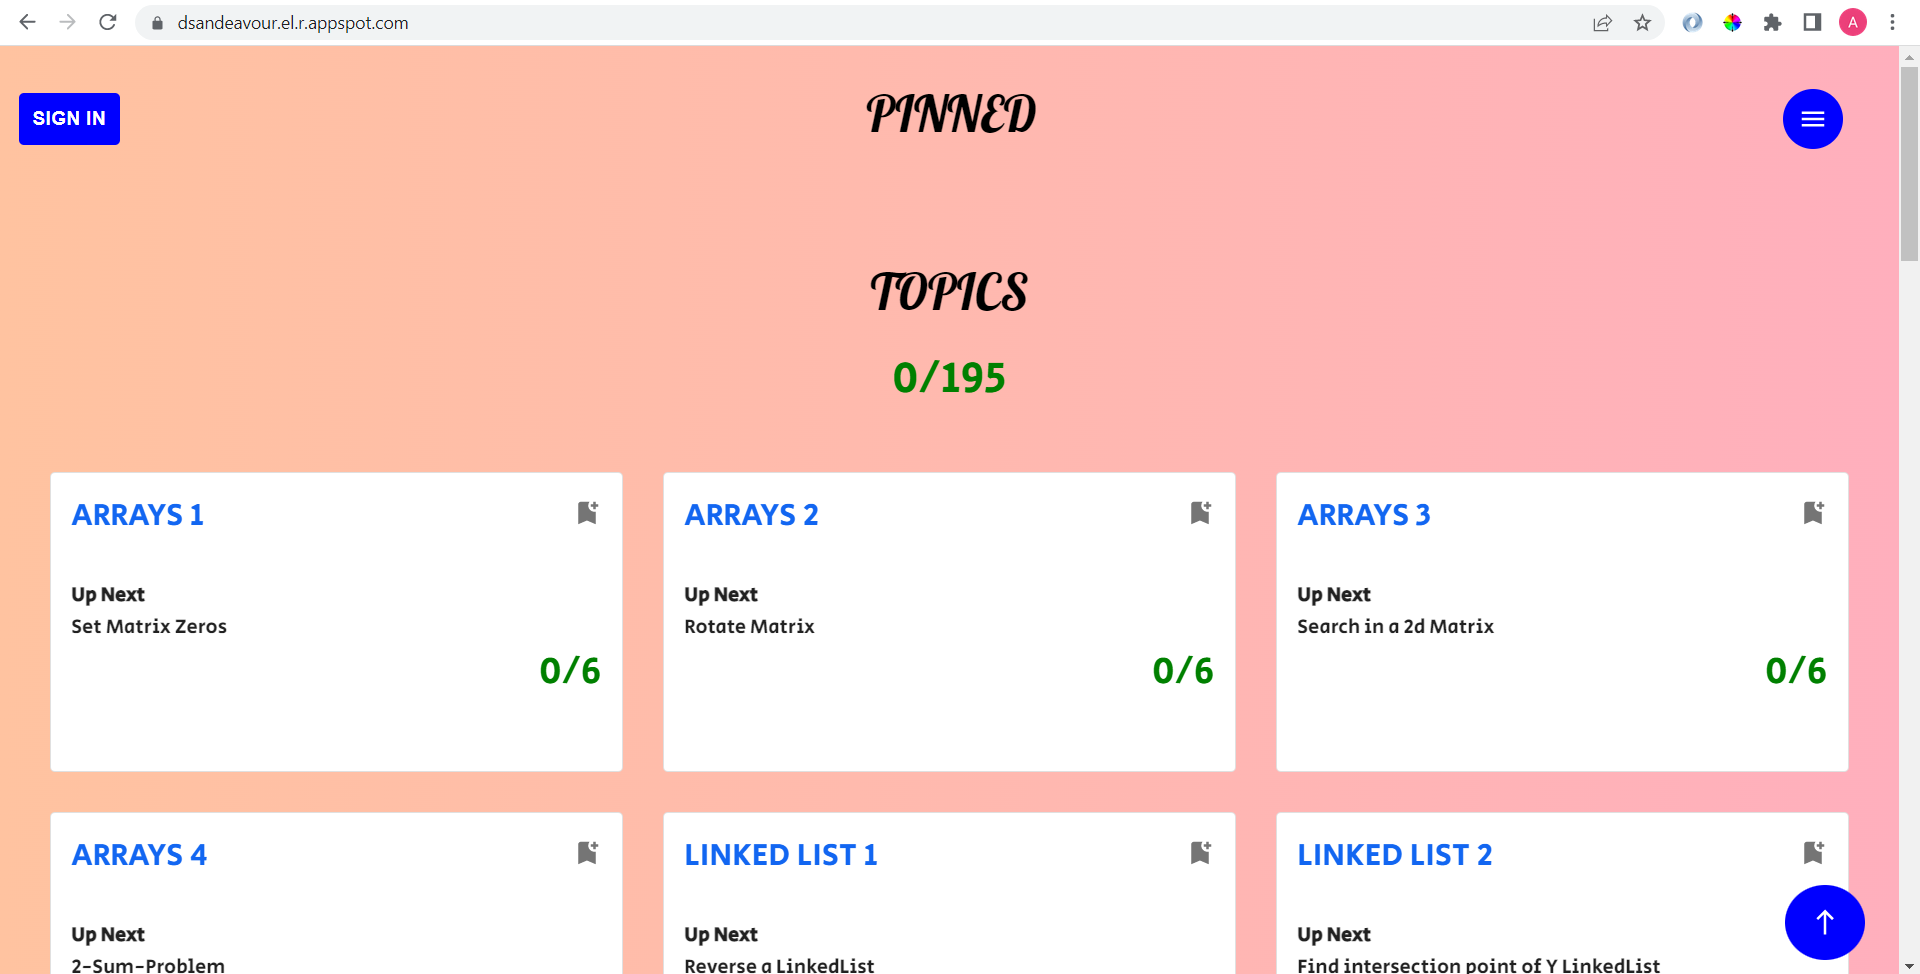 dsandeavour.el.r.appspot.com
A
SIGN IN
PINNED
TOPICS
0/195
ARRAYS 1
Up Next
Set Matrix Zeros
0/6
ARRAYS 2
Up Next
Rotate Matrix
0/6
ARRAYS 3
Up Next
Search in a 2d Matrix
0/6
ARRAYS 4
Up Next
2-Sum-Problem
LINKED LIST 1
Up Next
Reverse a LinkedList
LINKED LIST 2
Up Next
Find intersection point of Y LinkedList